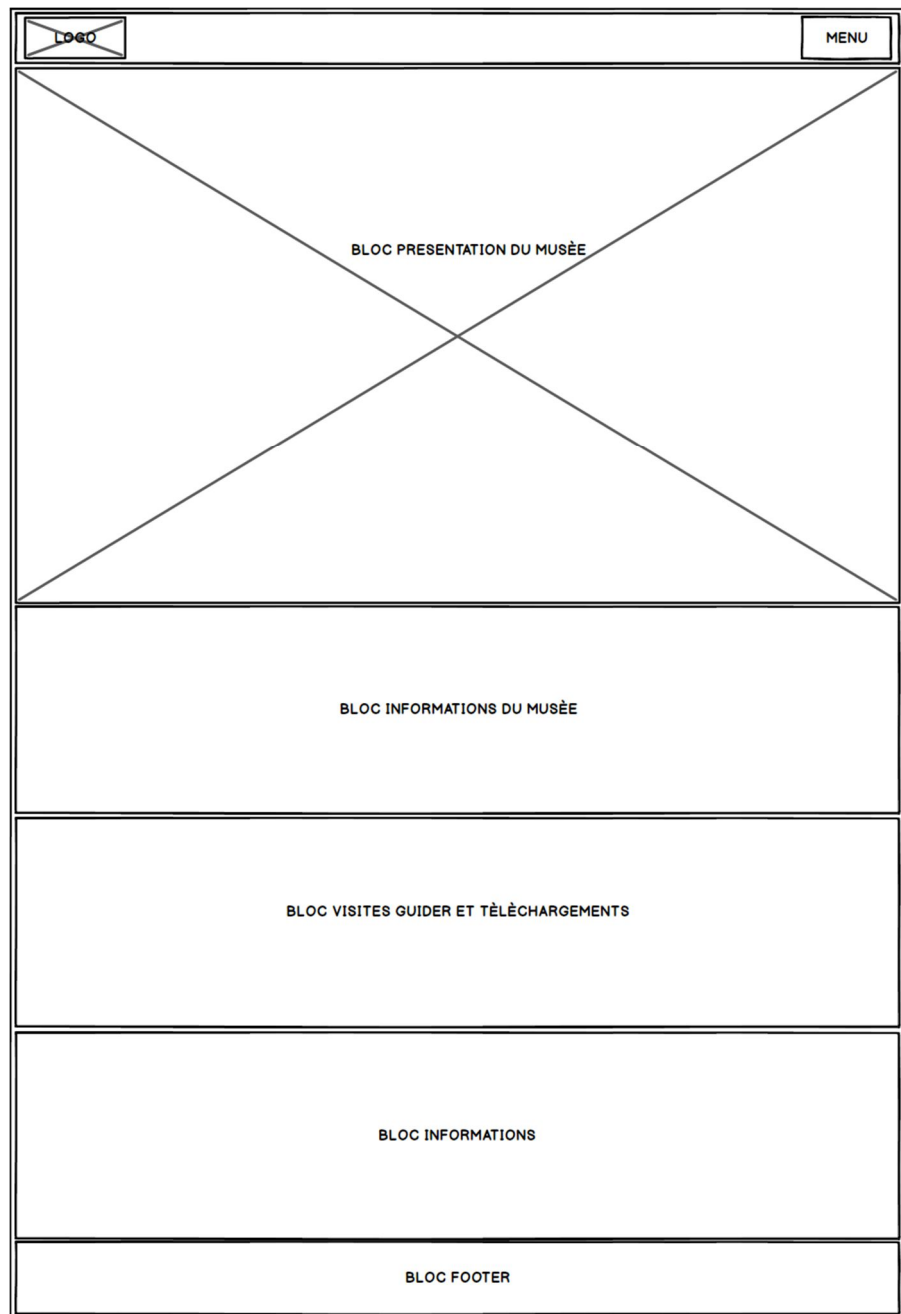 LOGO
MENU
BLOC PRESENTATION DU MUSÈE
BLOC INFORMATIONS DU MUSÈE
BLOC VISITES GUIDER ET TÈLÈCHARGEMENTS
BLOC INFORMATIONS
BLOC FOOTER